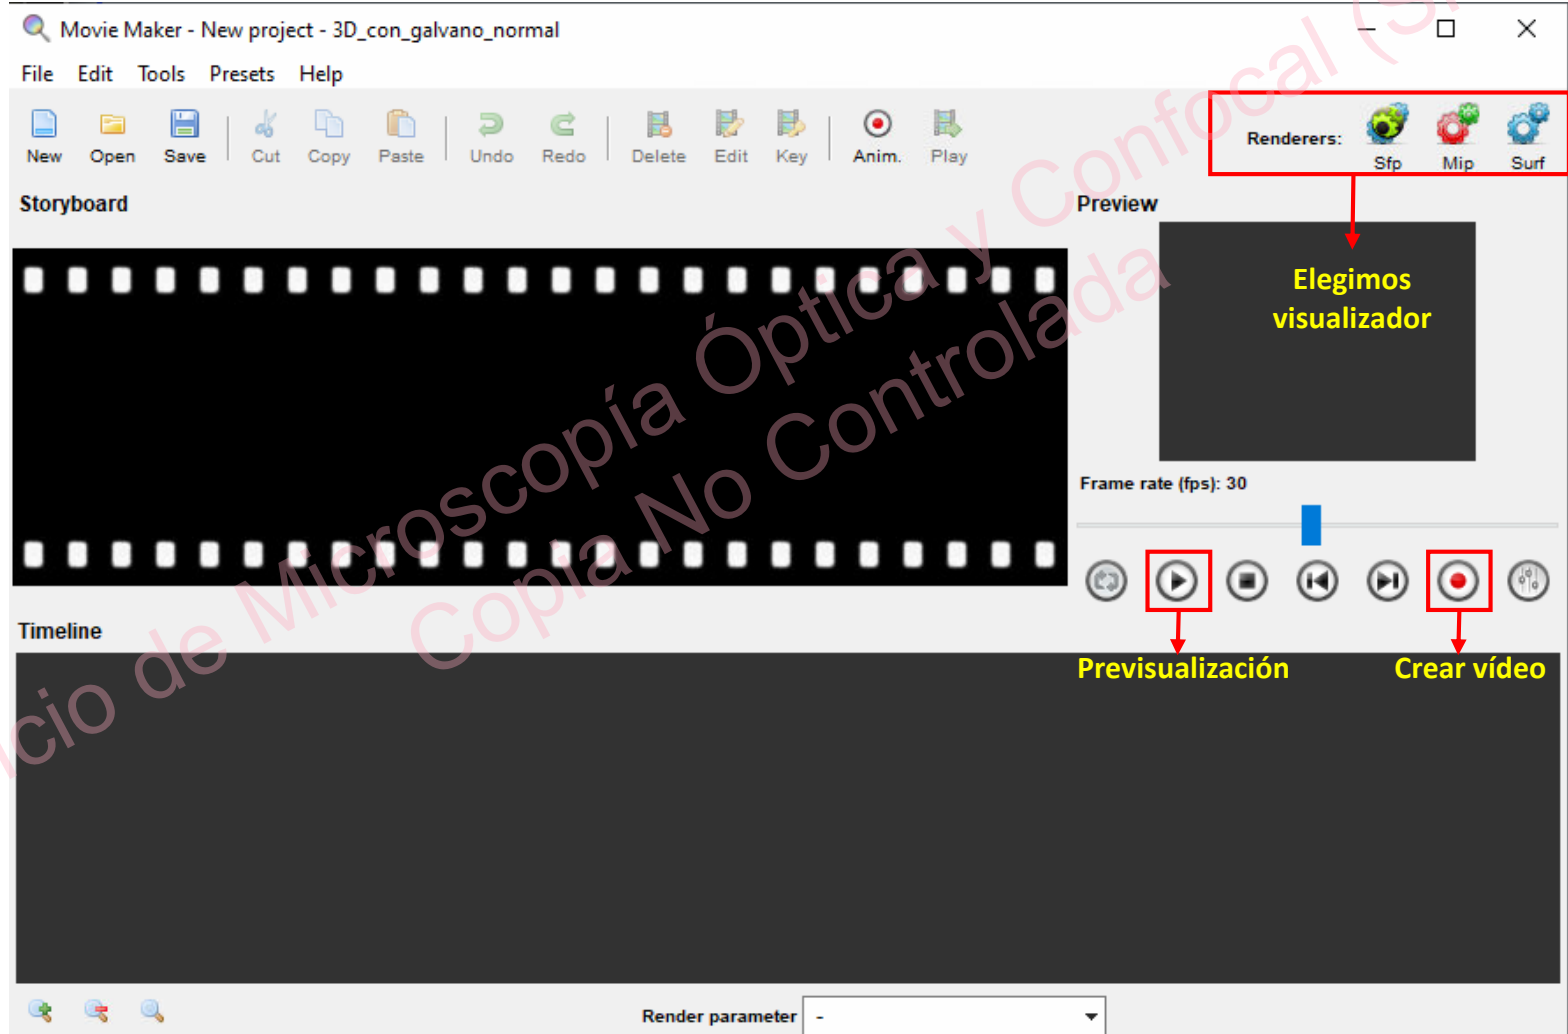 Movie Maker - New project - 3D_con_galvano_normal
File Edit Tools Presets Help
New Open Save Cut Copy Paste Undo Redo Delete Edit Key Anim. Play
Renderers:
Sfp Mip Surf
Storyboard
Preview
Elegimos
visualizador
Frame rate (fps): 30
Timeline
Previsualización
Crear vídeo
Render parameter -
de Microscopía Óptica y Confocal
Copia No Controlada